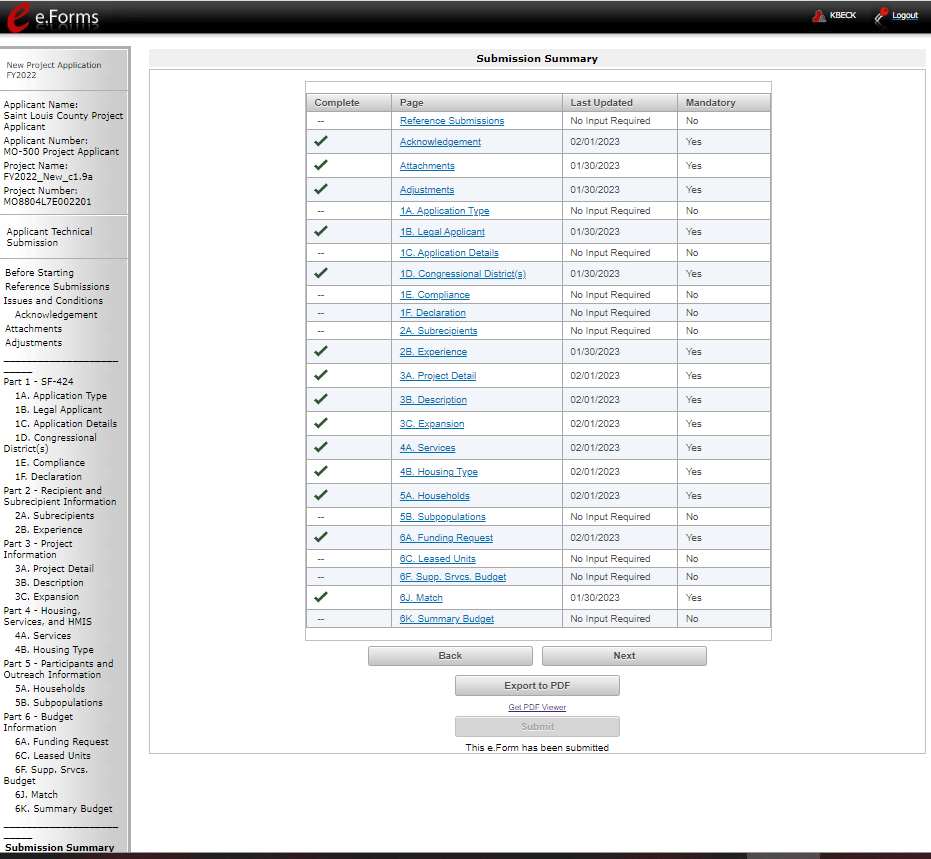 e.Forms
KBECK
Logout
New Project Application
FY2022
Applicant Name:
Saint Louis County Project
Applicant
Applicant Number:
MO-500 Project Applicant
Project Name:
FY2022_New_c1.9a
Project Number:
MO8804L7E002201
Applicant Technical
Submission
Before Starting
Reference Submissions
Issues and Conditions
Acknowledgement
Attachments
Adjustments
Part 1 - SF-424
1A. Application Type
1B. Legal Applicant
1C. Application Details
1D. Congressional
District(s)
1E. Compliance
1F. Declaration
Part 2 - Recipient and
Subrecipient Information
2A. Subrecipients
2B. Experience
Part 3 - Project
Information
3A. Project Detail
3B. Description
3C. Expansion
Part 4 - Housing,
Services, and HMIS
4A. Services
4B. Housing Type
Part 5 - Participants and
Outreach Information
5A. Households
5B. Subpopulations
Part 6 - Budget
Information
6A. Funding Request
6C. Leased Units
6F. Supp. Srvcs.
Budget
6J. Match
6K. Summary Budget
Submission Summary
Submission Summary
Complete Page Last Updated Mandatory
-- Reference Submissions No Input Required No
Acknowledgement 02/01/2023 Yes
Attachments 01/30/2023 Yes
Adjustments 01/30/2023 Yes
-- 1A. Application Type No Input Required No
1B. Legal Applicant 01/30/2023 Yes
-- 1C. Application Details No Input Required No
1D. Congressional District(s) 01/30/2023 Yes
-- 1E. Compliance No Input Required No
-- 1F. Declaration No Input Required No
-- 2A. Subrecipients No Input Required No
2B. Experience 01/30/2023 Yes
3A. Project Detail 02/01/2023 Yes
3B. Description 02/01/2023 Yes
3C. Expansion 02/01/2023 Yes
4A. Services 02/01/2023 Yes
4B. Housing Type 02/01/2023 Yes
5A. Households 02/01/2023 Yes
-- 5B. Subpopulations No Input Required No
6A. Funding Request 02/01/2023 Yes
-- 6C. Leased Units No Input Required No
-- 6F. Supp. Srvcs. Budget No Input Required No
6J. Match 01/30/2023 Yes
-- 6K. Summary Budget No Input Required No
Back Next
Export to PDF
Get PDF Viewer
Submit
This e.Form has been submitted